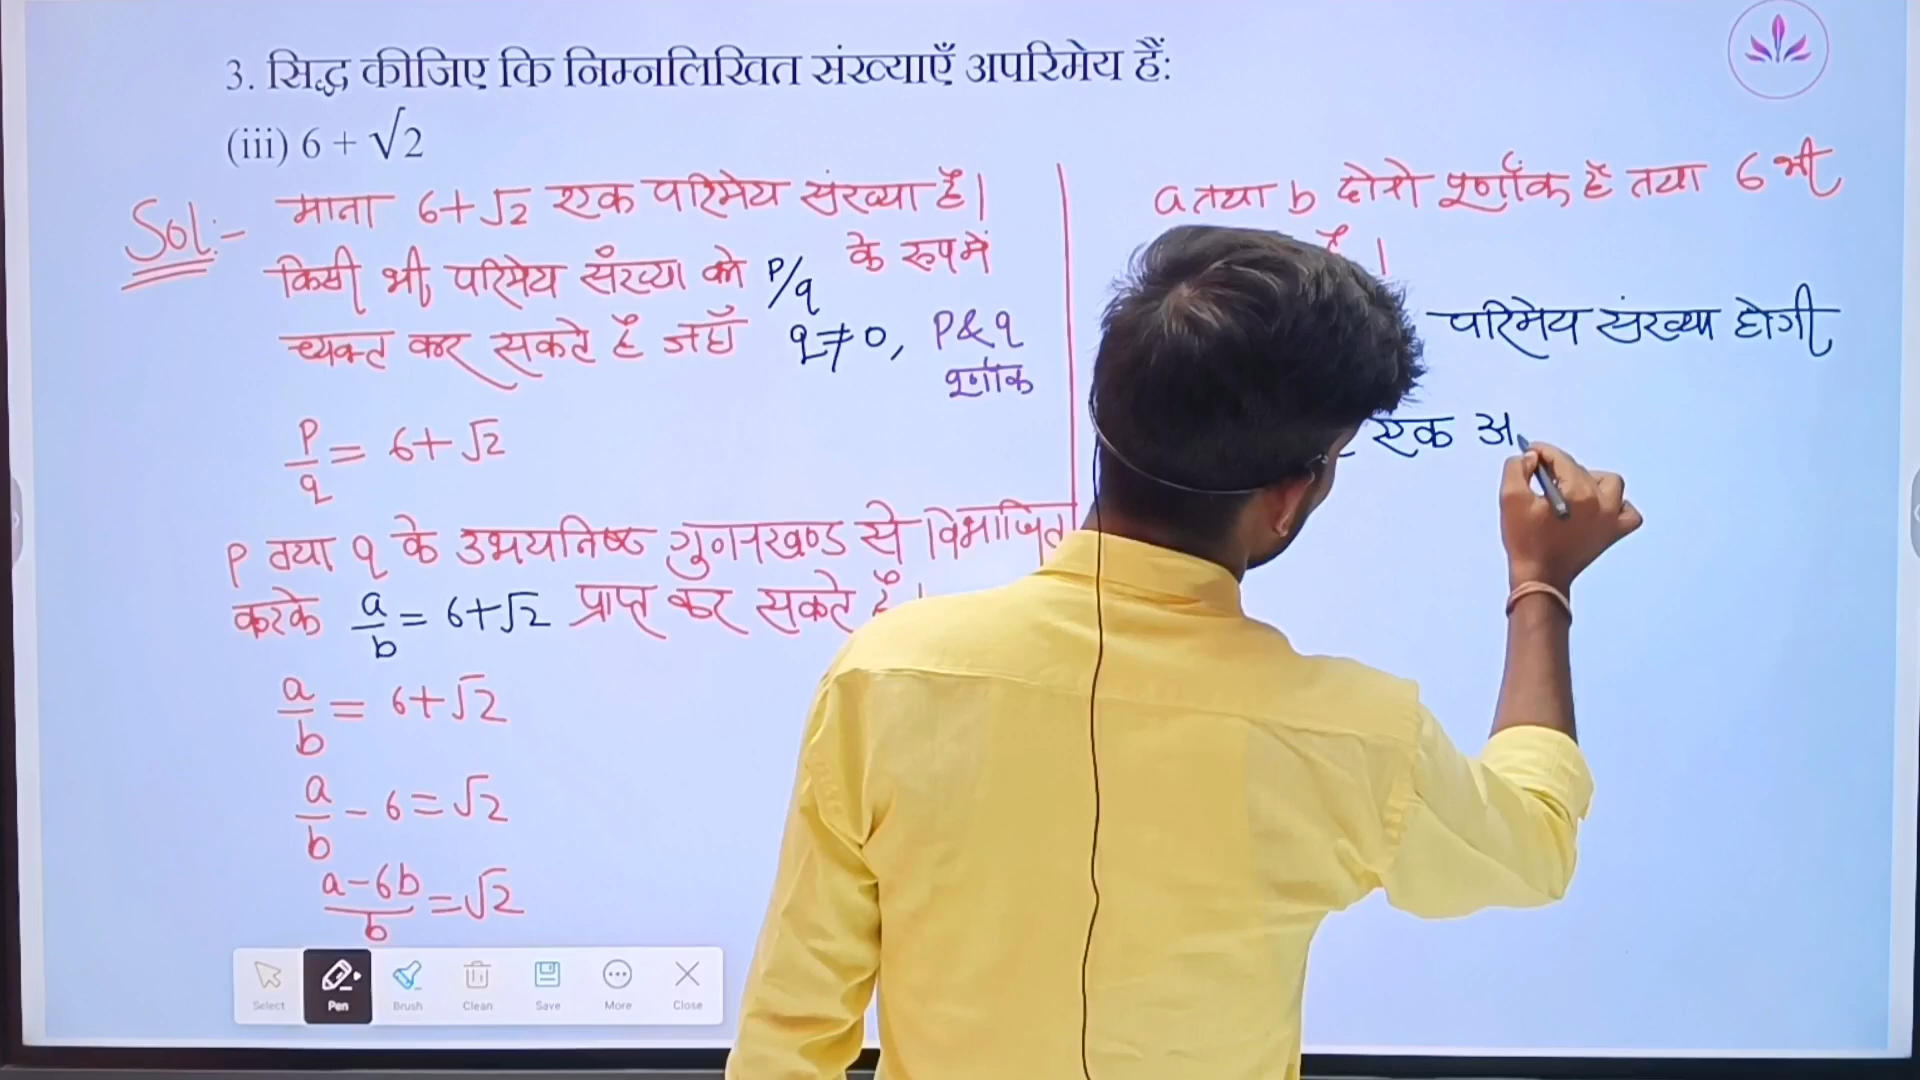 3. सिद्ध कीजिए कि निम्नलिखित संख्याएँ अपरिमेय हैं:
(iii) 6 + √2
Sol:-
माना 6+√2 एक परिमेय संख्या है।
किसी भी परिमेय संख्या को P/q के रूप में
व्यक्त कर सकते है जहाँ q≠0, P&q
पूर्णांक
P/q = 6+√2
P तथा q के उभयनिष्ठ गुणनखण्ड से विभाजित
करके a/b = 6+√2 प्राप्त कर सकते है।
a/b = 6+√2
a/b - 6 = √2
a-6b/b = √2
a तथा b दोनो पूर्णांक है तथा 6 भी
है।
परिमेय संख्या होगी
एक अ
Select Pen Brush Clean Save More Close